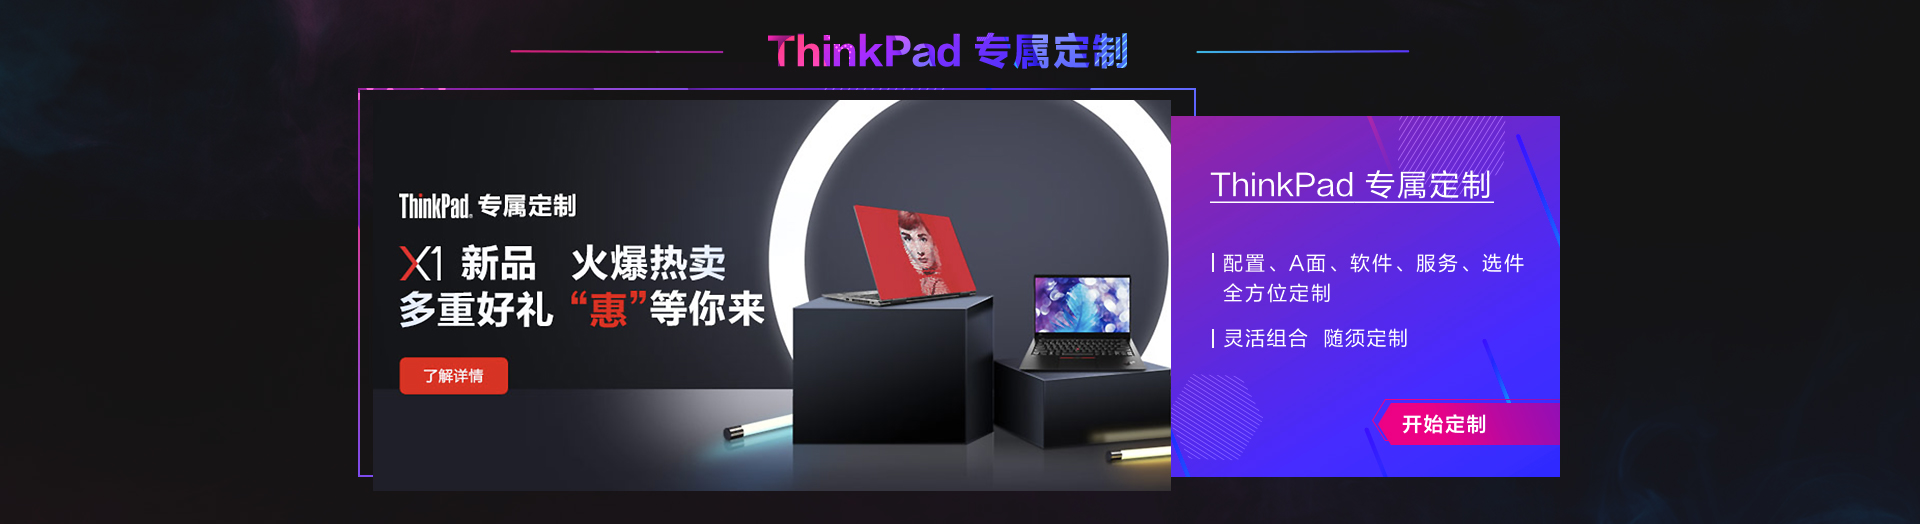 ThinkPad 专属定制
ThinkPad 专属定制
X1 新品 火爆热卖
多重好礼 “惠”等你来
了解详情
ThinkPad 专属定制
配置、A面、软件、服务、选件
全方位定制
灵活组合 随须定制
开始定制